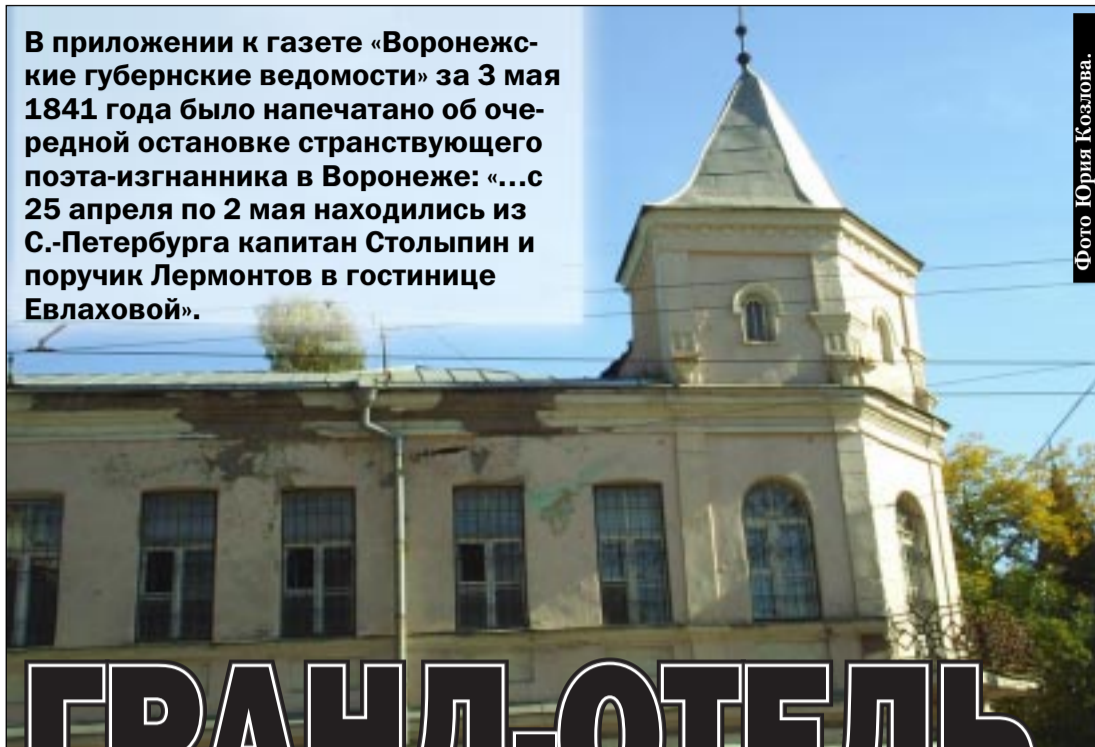 В приложении к газете «Воронежс-
кие губернские ведомости» за 3 мая
1841 года было напечатано об оче-
редной остановке странствующего
поэта-изгнанника в Воронеже: «...с
25 апреля по 2 мая находились из
С.-Петербурга капитан Столыпин и
поручик Лермонтов в гостинице
Евлаховой».
Фото Юрия Козлова.
ГРАНД-ОТЕЛЬ